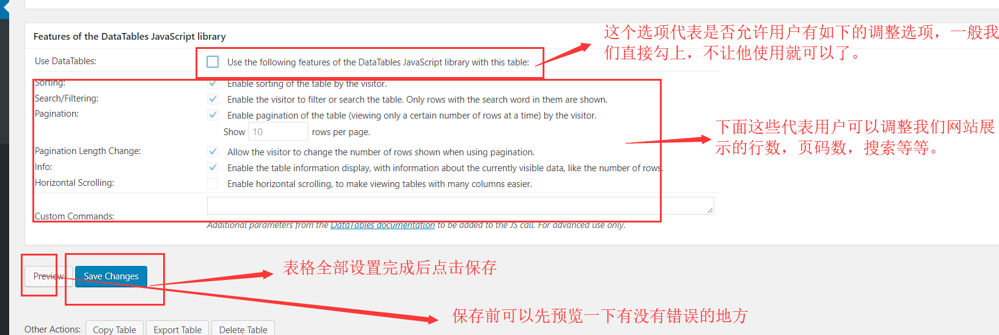 这个选项代表是否允许用户有如下的调整选项，一般我
们直接勾上，不让他使用就可以了。
Features of the DataTables JavaScript library
Use DataTables: Use the following features of the DataTables JavaScript library with this table:
Sorting: Enable sorting of the table by the visitor.
Search/Filtering: Enable the visitor to filter or search the table. Only rows with the search word in them are shown.
Pagination: Enable pagination of the table (viewing only a certain number of rows at a time) by the visitor.
Show 10 rows per page.
下面这些代表用户可以调整我们网站展
示的行数，页码数，搜索等等。
Pagination Length Change: Allow the visitor to change the number of rows shown when using pagination.
Info: Enable the table information display, with information about the currently visible data, like the number of rows.
Horizontal Scrolling: Enable horizontal scrolling, to make viewing tables with many columns easier.
Custom Commands:
Additional parameters from the DataTables documentation to be added to the JS call. For advanced use only.
Preview Save Changes
表格全部设置完成后点击保存
保存前可以先预览一下有没有错误的地方
Other Actions: Copy Table Export Table Delete Table